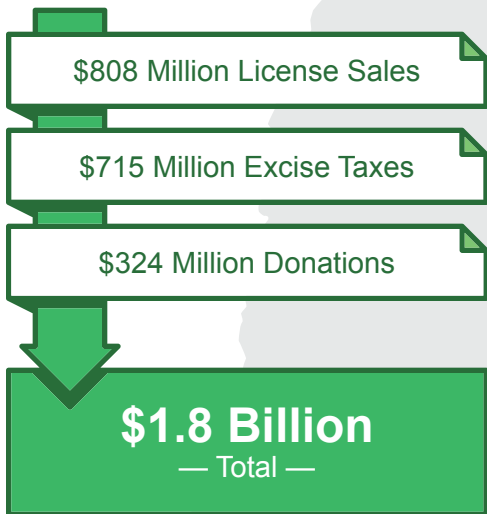 $808 Million License Sales
$715 Million Excise Taxes
$324 Million Donations
$1.8 Billion
— Total —